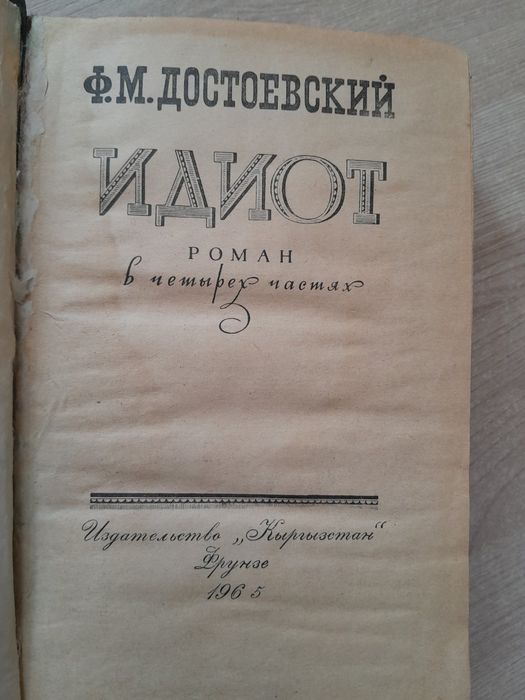 Ф.М.ДОСТОЕВСКИЙ
ИДИОТ
РОМАН
в четырех частях
Издательство „Кыргызстан“
Фрунзе
1965